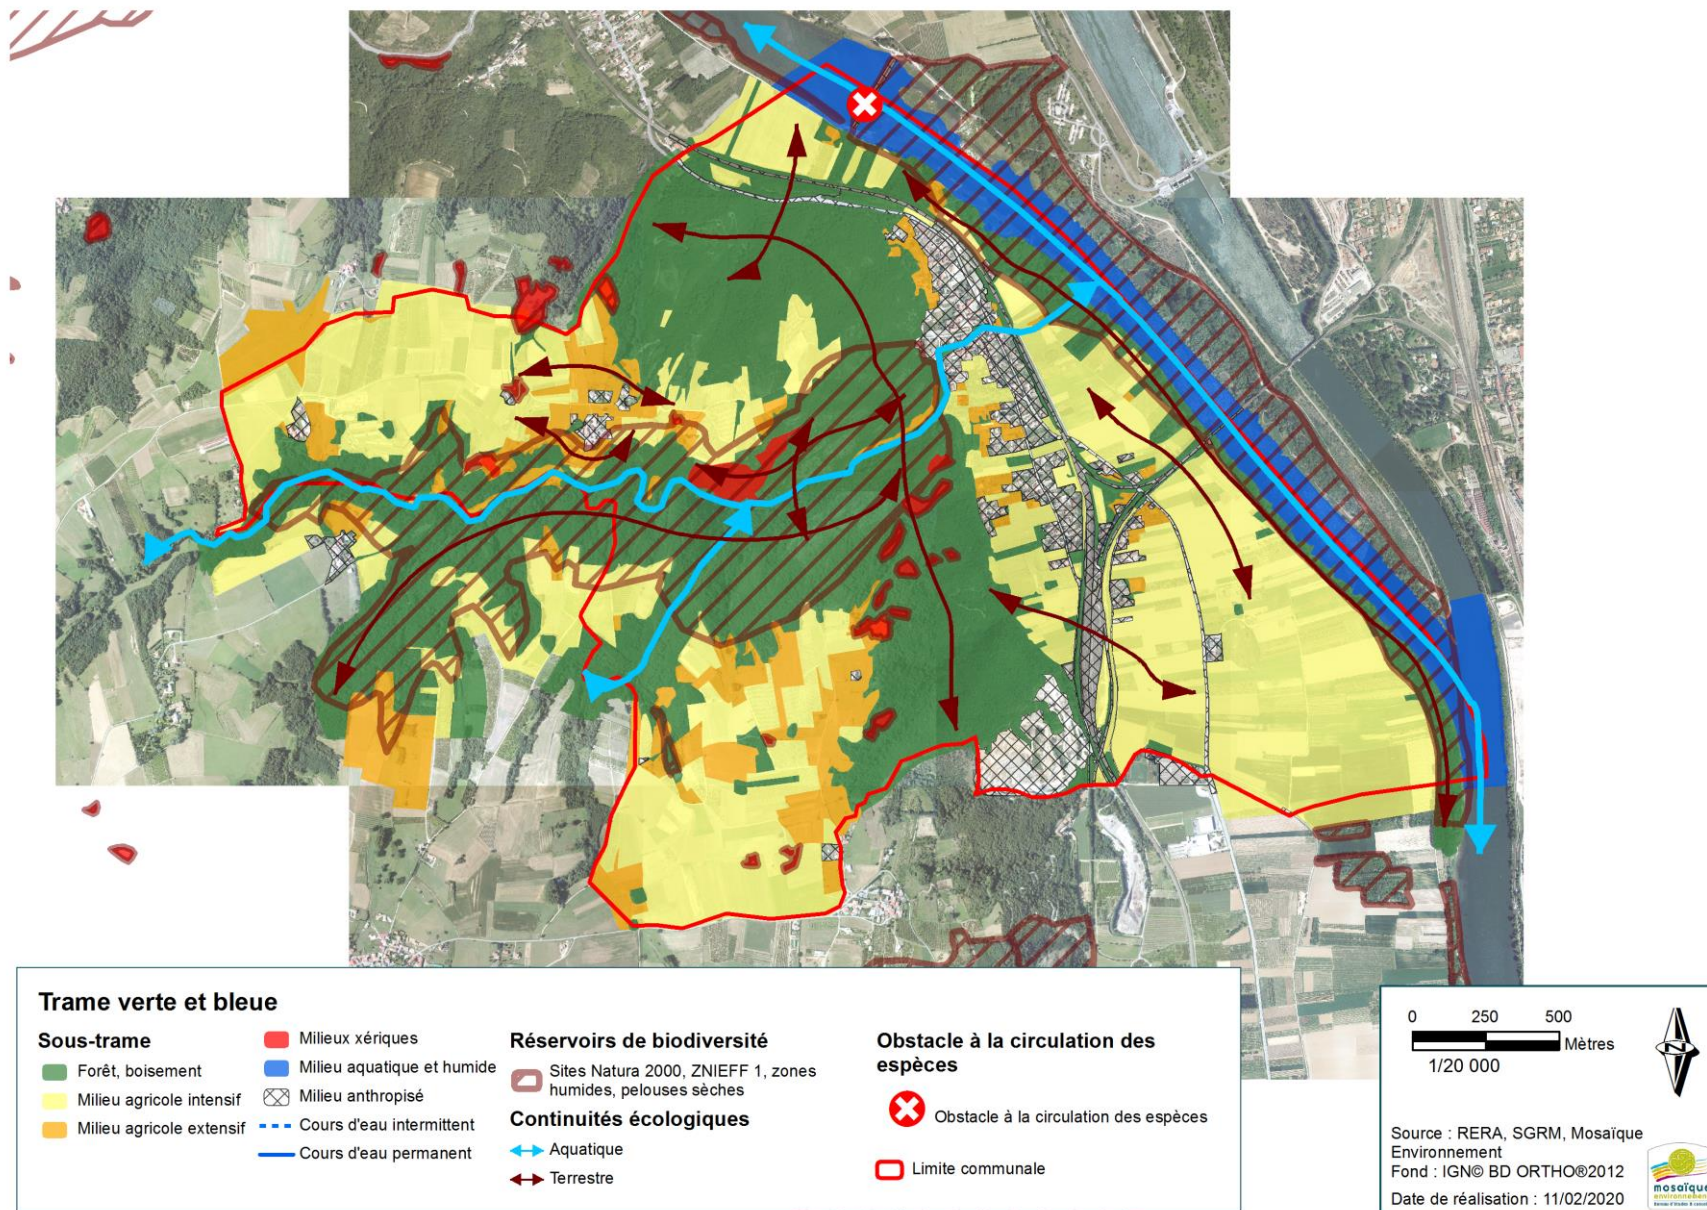 Trame verte et bleue
Sous-trame
Forêt, boisement
Milieu agricole intensif
Milieu agricole extensif
Milieux xériques
Milieu aquatique et humide
Milieu anthropisé
Cours d'eau intermittent
Cours d'eau permanent
Réservoirs de biodiversité
Sites Natura 2000, ZNIEFF 1, zones
humides, pelouses sèches
Continuités écologiques
Aquatique
Terrestre
Obstacle à la circulation des
espèces
Obstacle à la circulation des espèces
Limite communale
0 250 500
Mètres
1/20 000
N
Source : RERA, SGRM, Mosaïque
Environnement
Fond : IGN© BD ORTHO®2012
Date de réalisation : 11/02/2020
mosaïque
environnement